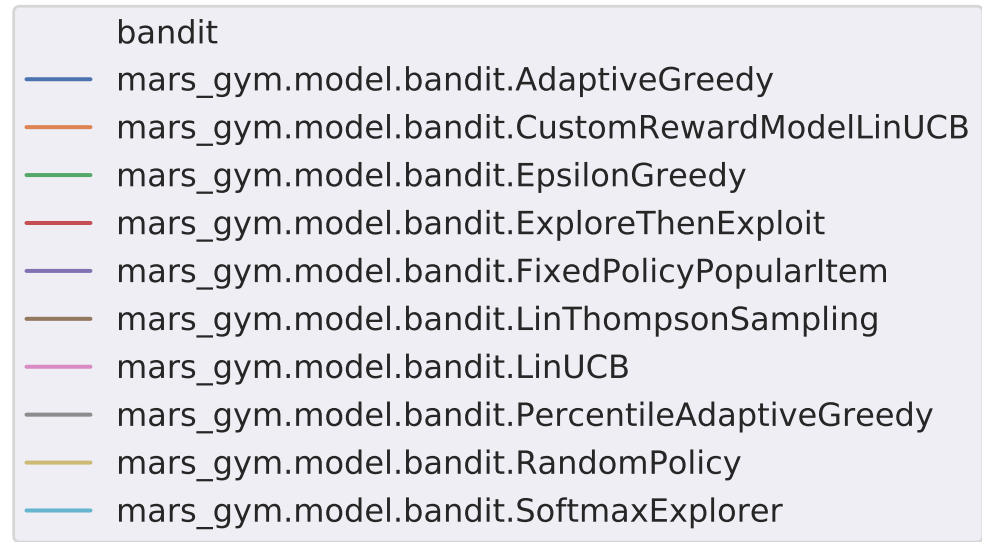 bandit
mars_gym.model.bandit.AdaptiveGreedy
mars_gym.model.bandit.CustomRewardModelLinUCB
mars_gym.model.bandit.EpsilonGreedy
mars_gym.model.bandit.ExploreThenExploit
mars_gym.model.bandit.FixedPolicyPopularItem
mars_gym.model.bandit.LinThompsonSampling
mars_gym.model.bandit.LinUCB
mars_gym.model.bandit.PercentileAdaptiveGreedy
mars_gym.model.bandit.RandomPolicy
mars_gym.model.bandit.SoftmaxExplorer